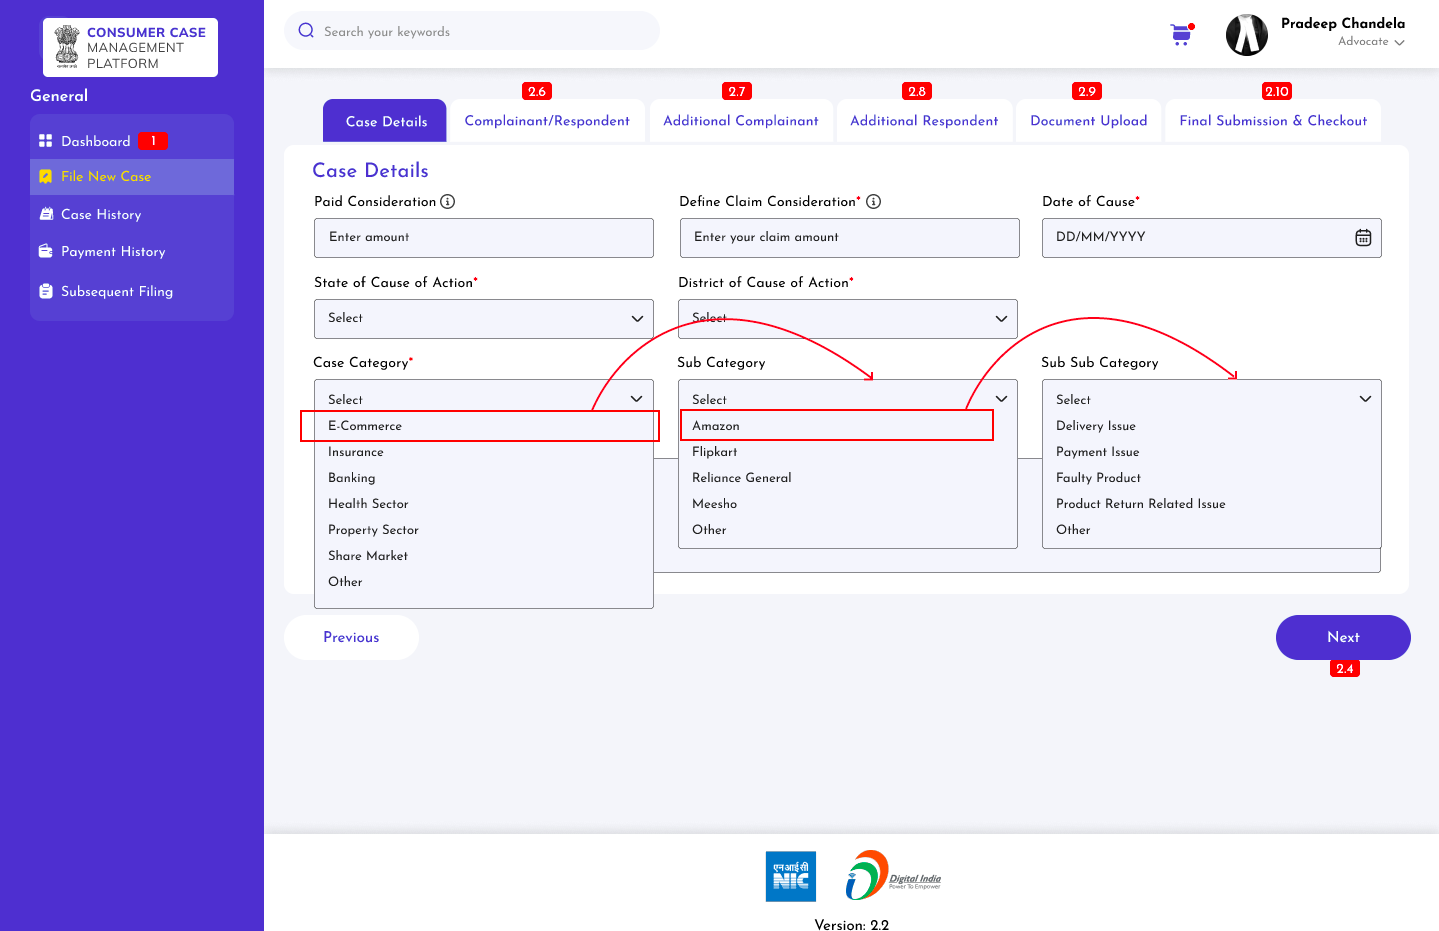 CONSUMER CASE
MANAGEMENT
PLATFORM
Search your keywords
Pradeep Chandela
Advocate
General
Dashboard 1
File New Case
Case History
Payment History
Subsequent Filing
2.6 2.7 2.8 2.9 2.10
Case Details Complainant/Respondent Additional Complainant Additional Respondent Document Upload Final Submission & Checkout
Case Details
Paid Consideration Define Claim Consideration* Date of Cause*
Enter amount Enter your claim amount DD/MM/YYYY
State of Cause of Action* District of Cause of Action*
Select Select
Case Category* Sub Category Sub Sub Category
Select Select Select
E-Commerce Amazon Delivery Issue
Insurance Flipkart Payment Issue
Banking Reliance General Faulty Product
Health Sector Meesho Product Return Related Issue
Property Sector Other Other
Share Market
Other
Previous Next
2.4
एनआईसी
NIC
Digital India
Power To Empower
Version: 2.2